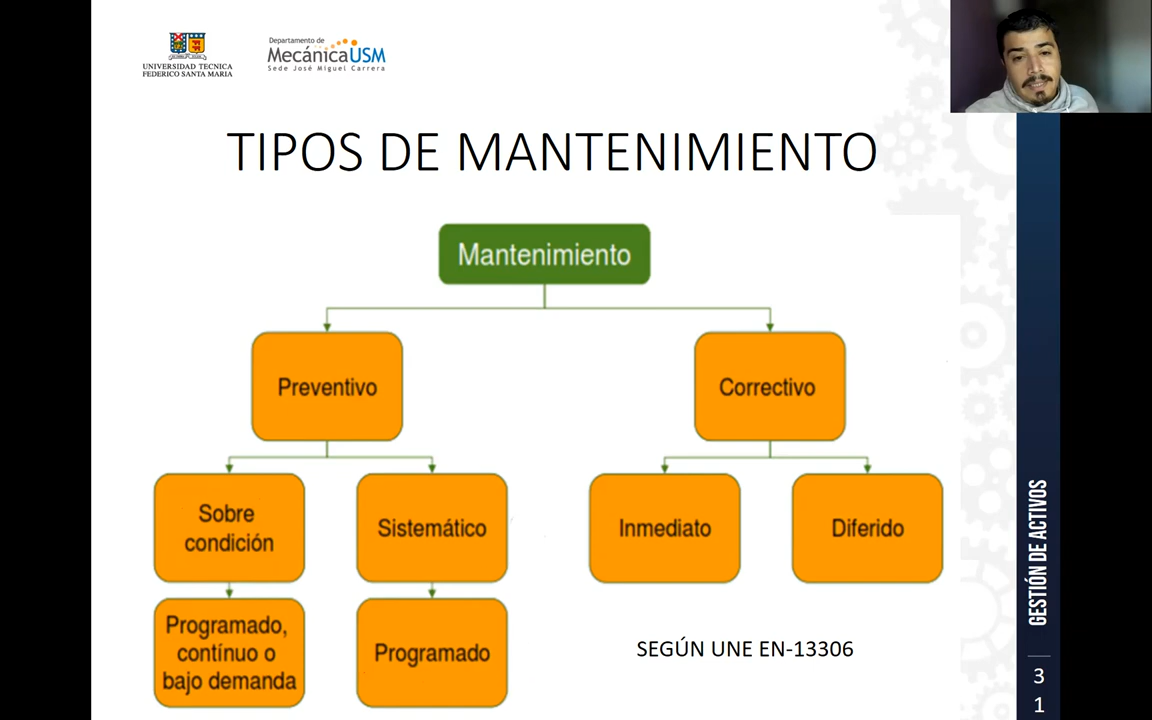 UNIVERSIDAD TECNICA
FEDERICO SANTA MARIA
Departamento de
MecánicaUSM
Sede José Miguel Carrera
TIPOS DE MANTENIMIENTO
Mantenimiento
Preventivo
Correctivo
Sobre
condición
Sistemático
Inmediato
Diferido
Programado,
contínuo o
bajo demanda
Programado
SEGÚN UNE EN-13306
GESTIÓN DE ACTIVOS
3
1